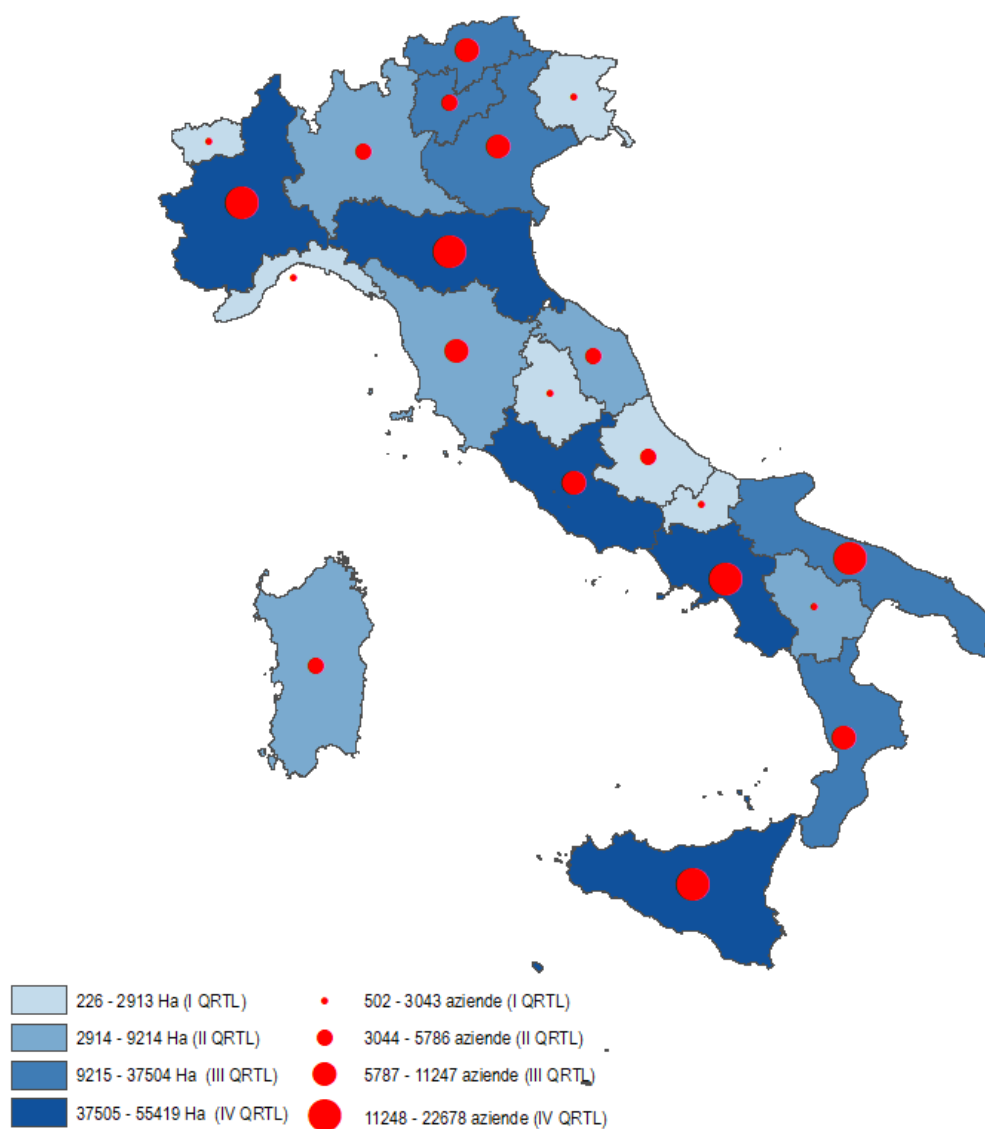 226 - 2913 Ha (I QRTL)
2914 - 9214 Ha (II QRTL)
9215 - 37504 Ha (III QRTL)
37505 - 55419 Ha (IV QRTL)
502 - 3043 aziende (I QRTL)
3044 - 5786 aziende (II QRTL)
5787 - 11247 aziende (III QRTL)
11248 - 22678 aziende (IV QRTL)